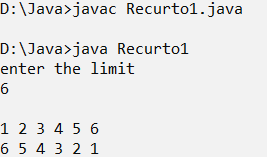 D:\Java>javac Recurto1.java
D:\Java>java Recurto1
enter the limit
6
1 2 3 4 5 6
6 5 4 3 2 1